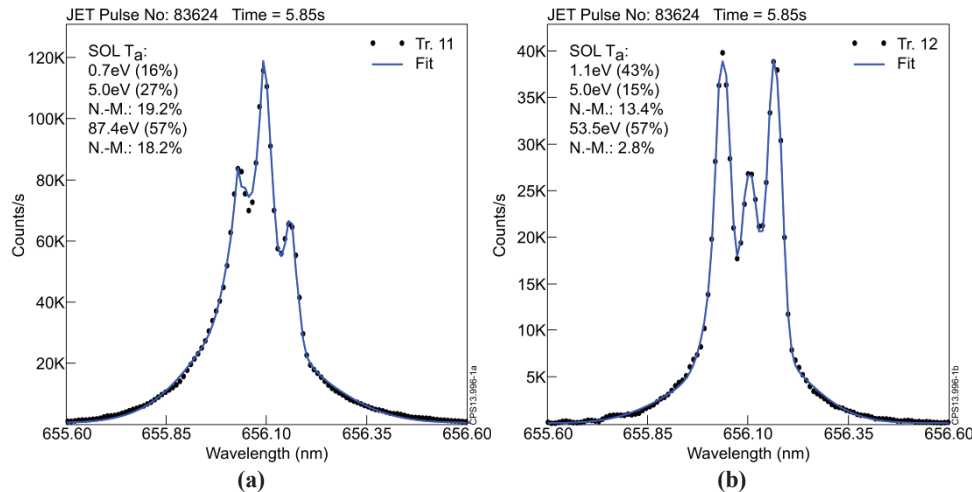 JET Pulse No: 83624 Time = 5.85s
120K
100K
80K
60K
40K
20K
Counts/s
SOL Ta:
0.7eV (16%)
5.0eV (27%)
N.-M.: 19.2%
87.4eV (57%)
N.-M.: 18.2%
Tr. 11
Fit
CPS13.996-1a
655.60 655.85 656.10 656.35 656.60
Wavelength (nm)
(a)
JET Pulse No: 83624 Time = 5.85s
40K
35K
30K
25K
20K
15K
10K
5K
Counts/s
SOL Ta:
1.1eV (43%)
5.0eV (15%)
N.-M.: 13.4%
53.5eV (57%)
N.-M.: 2.8%
Tr. 12
Fit
CPS13.996-1b
655.60 655.85 656.10 656.35 656.60
Wavelength (nm)
(b)